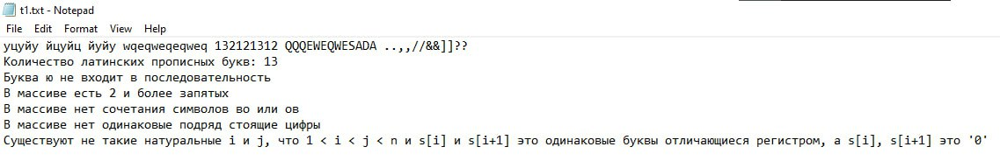 t1.txt - Notepad
File Edit Format View Help
уцуйу йцуйц йуйу wqeqweqeqweq 132121312 QQQEWEQWESADA ..,,//&&]]??
Количество латинских прописных букв: 13
Буква ю не входит в последовательность
В массиве есть 2 и более запятых
В массиве нет сочетания символов во или ов
В массиве нет одинаковые подряд стоящие цифры
Существуют не такие натуральные i и j, что 1 < i < j < n и s[i] и s[i+1] это одинаковые буквы отличающиеся регистром, а s[i], s[i+1] это '0'